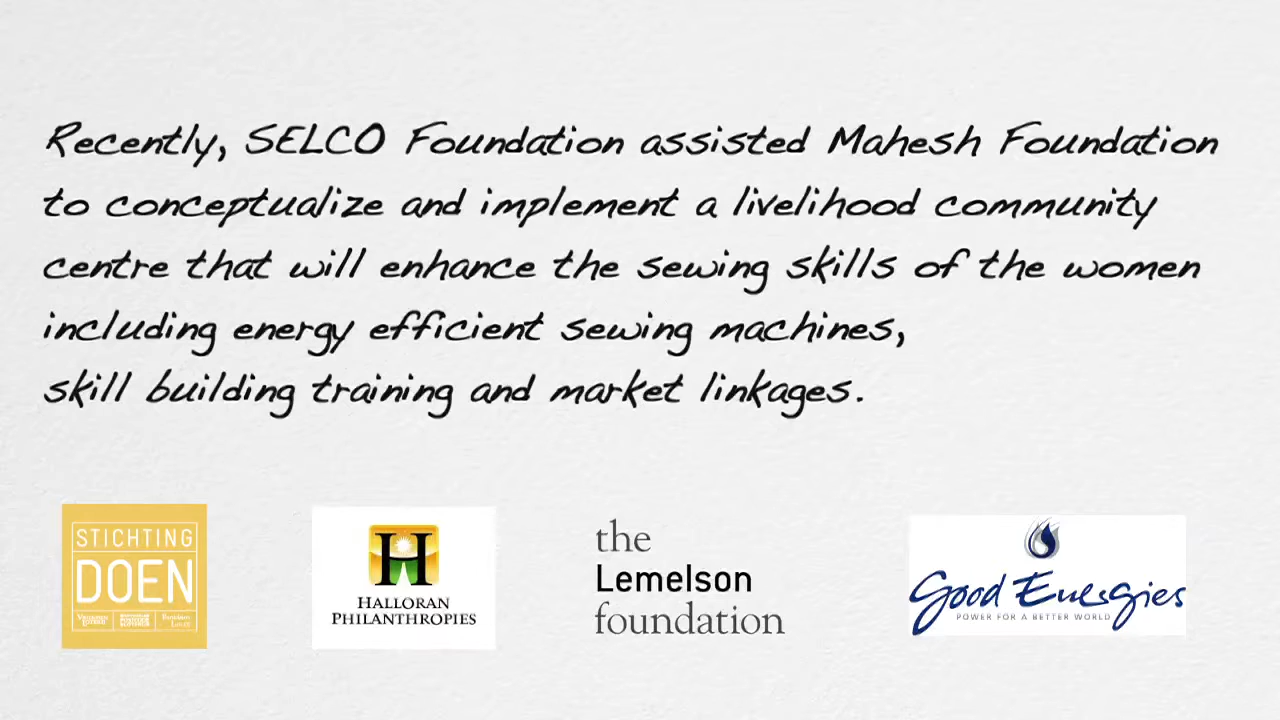 Recently, SELCO Foundation assisted Mahesh Foundation
to conceptualize and implement a livelihood community
centre that will enhance the sewing skills of the women
including energy efficient sewing machines,
skill building training and market linkages.
STICHTING
DOEN
H
HALLORAN
PHILANTHROPIES
the
Lemelson
foundation
Good Energies
POWER FOR A BETTER WORLD